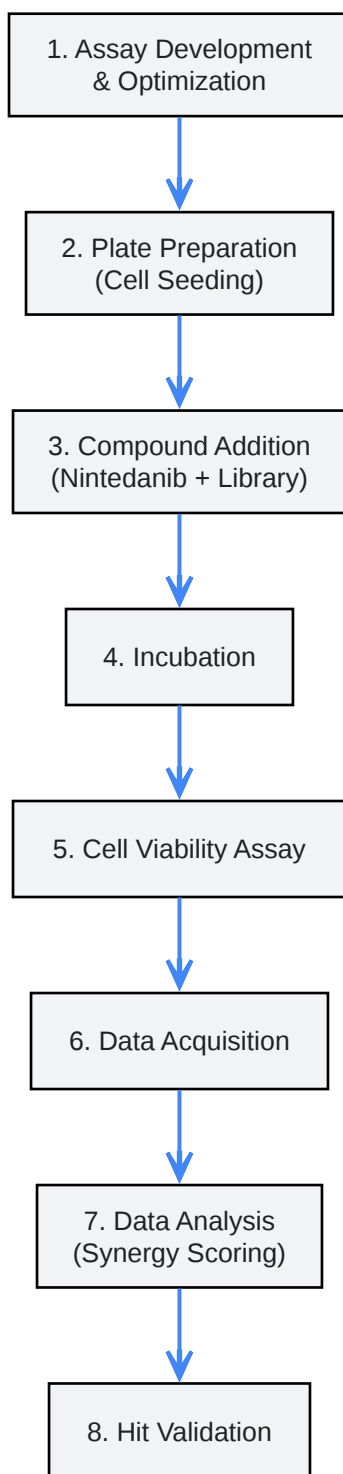 1. Assay Development
& Optimization
2. Plate Preparation
(Cell Seeding)
3. Compound Addition
(Nintedanib + Library)
4. Incubation
5. Cell Viability Assay
6. Data Acquisition
7. Data Analysis
(Synergy Scoring)
8. Hit Validation